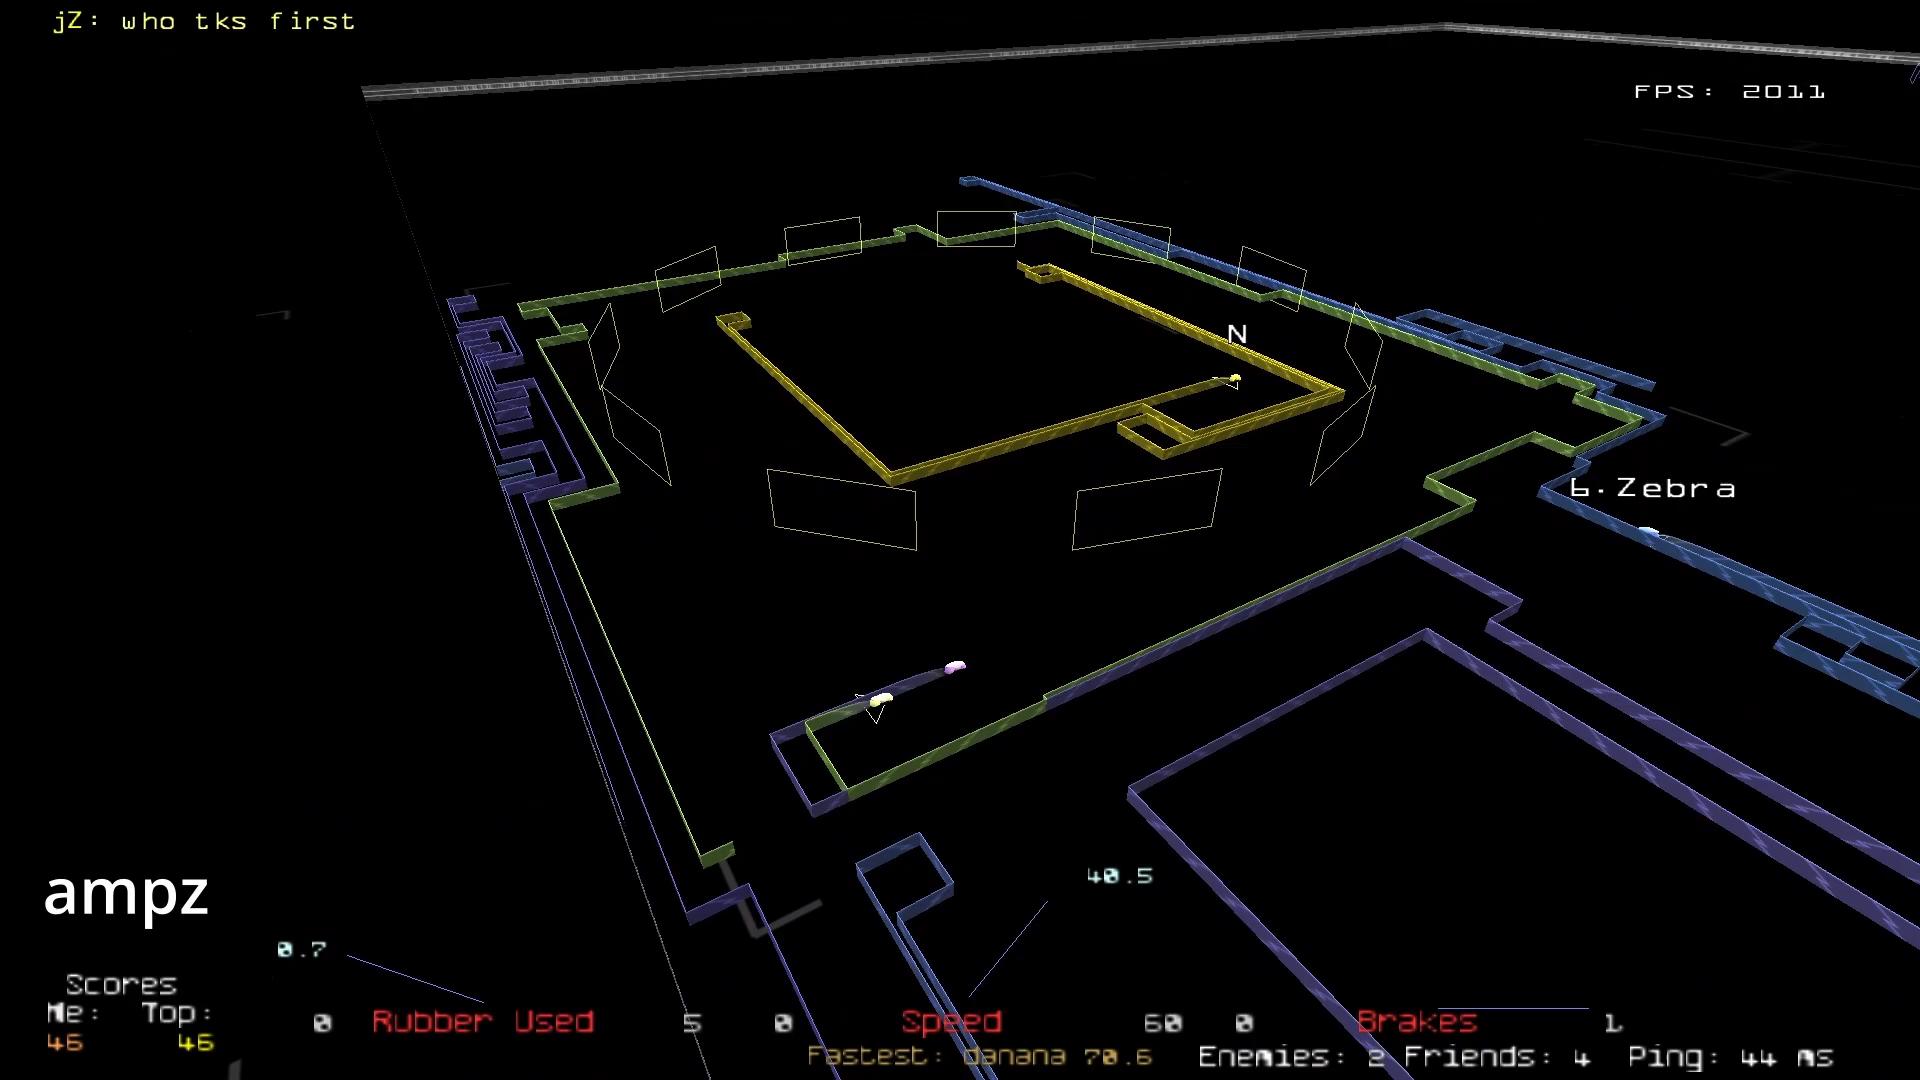 jZ: who tks first
FPS: 2011
N
6.Zebra
40.5
ampz
0.7
Scores
Me: Top:
46 46
0 Rubber Used 5
0 Speed 60
0 Brakes 1
Fastest: danana 70.6
Enemies: 2 Friends: 4 Ping: 44 ms